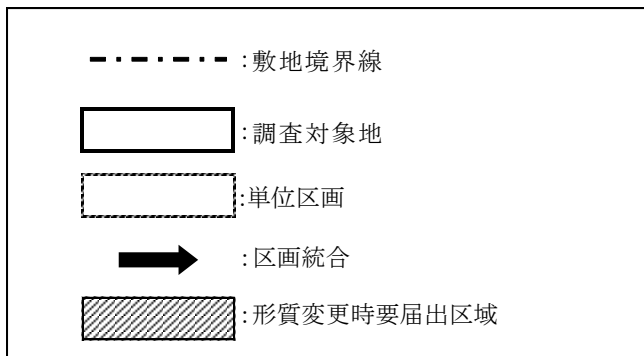 :敷地境界線
:調査対象地
:単位区画
:区画統合
:形質変更時要届出区域